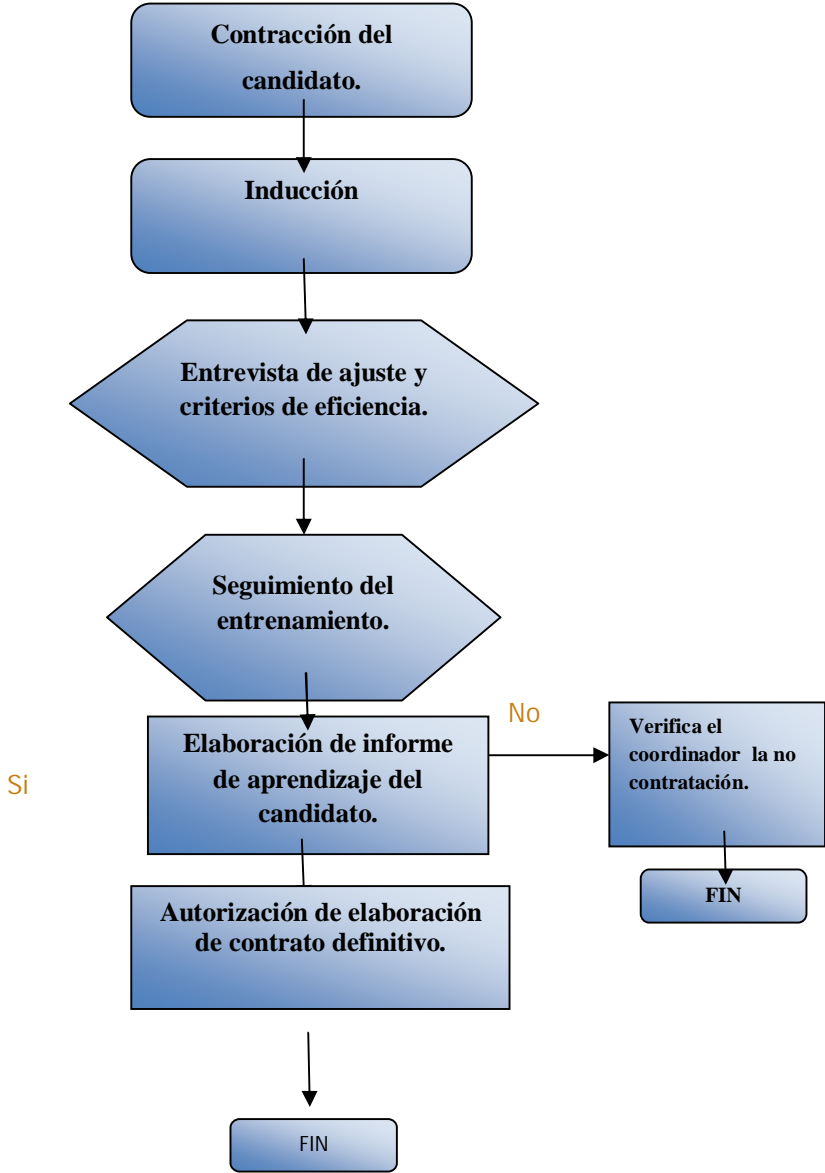 Contracción del
candidato.
Inducción
Entrevista de ajuste y
criterios de eficiencia.
Seguimiento del
entrenamiento.
No
Elaboración de informe
de aprendizaje del
candidato.
Verifica el
coordinador  la no
contratación.
Si
FIN
Autorización de elaboración
de contrato definitivo.
FIN